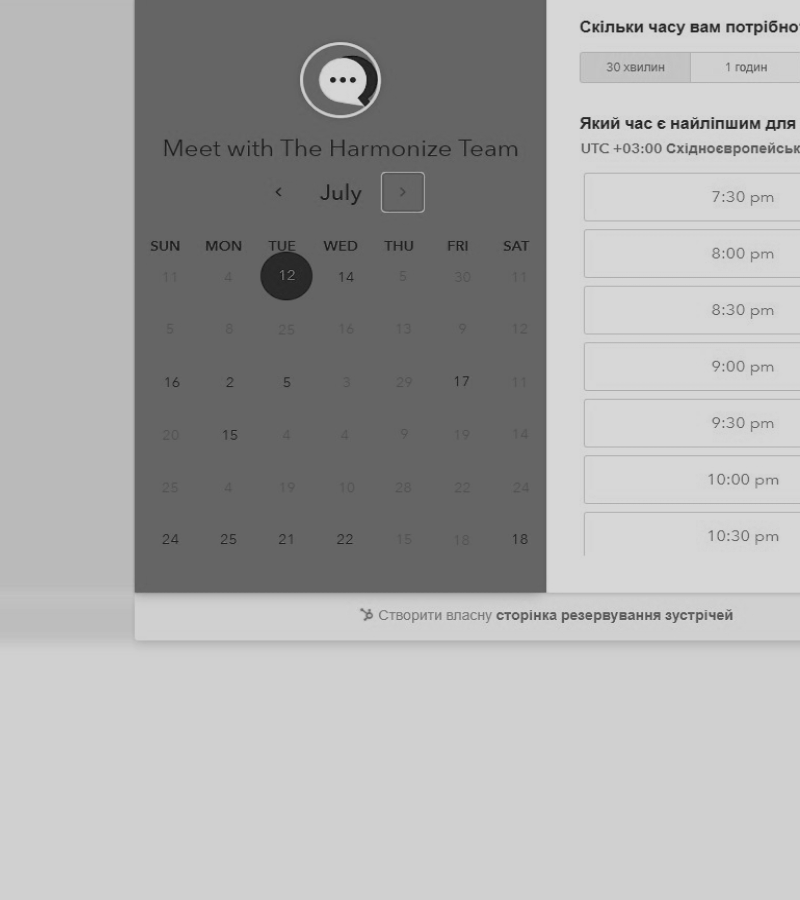 Meet with The Harmonize Team
July
SUN MON TUE WED THU FRI SAT
11 4 12 14 5 30 11
5 8 25 16 13 9 12
16 2 5 3 29 17 11
20 15 4 4 9 19 14
25 4 19 10 28 22 24
24 25 21 22 15 18 18
Скільки часу вам потрібно
30 хвилин 1 годин
Який час є найліпшим для
UTC +03:00 Східноєвропейськ
7:30 pm
8:00 pm
8:30 pm
9:00 pm
9:30 pm
10:00 pm
10:30 pm
Створити власну сторінка резервування зустрічей